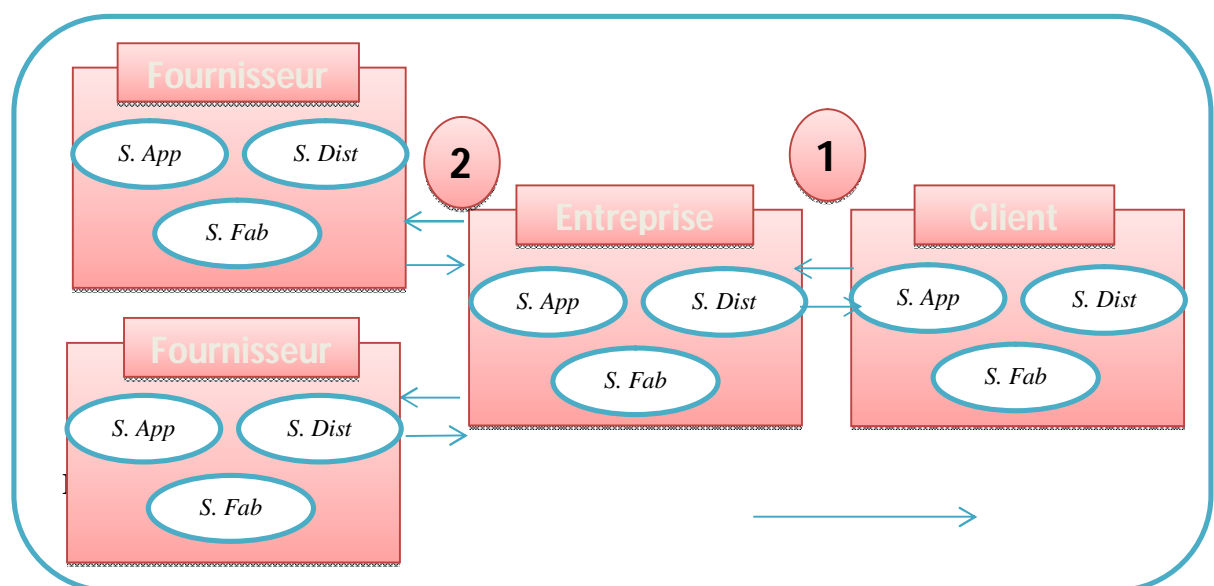 Fournisseur
S. App
S. Dist
S. Fab
2
1
Entreprise
S. App
S. Dist
S. Fab
Client
S. App
S. Dist
S. Fab
Fournisseur
S. App
S. Dist
S. Fab